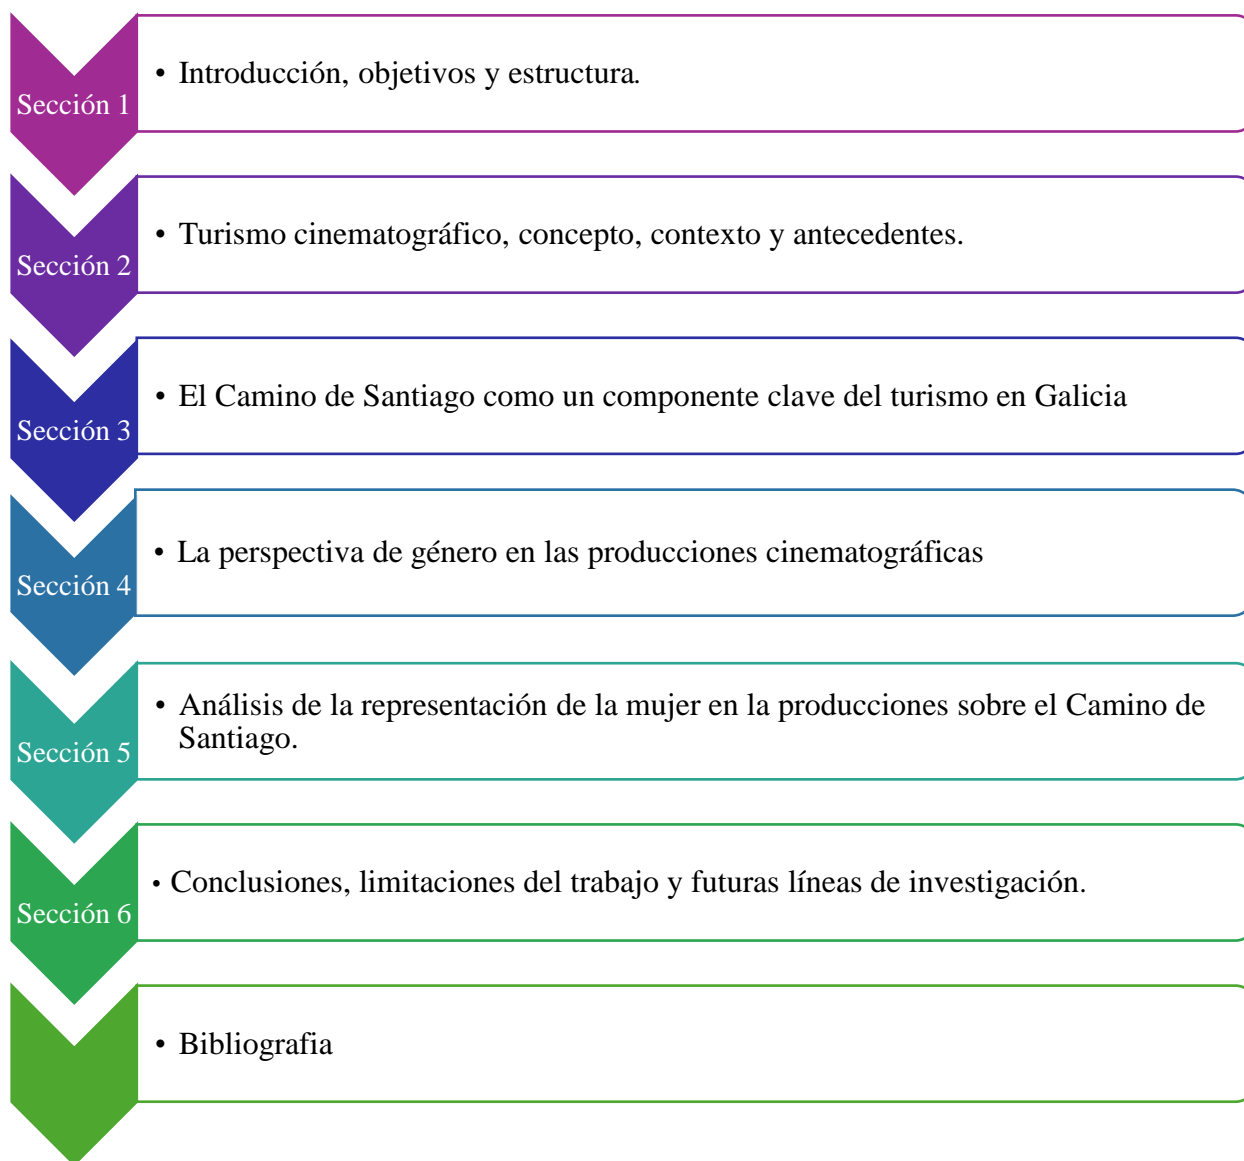 Sección 1
• Introducción, objetivos y estructura.
Sección 2
• Turismo cinematográfico, concepto, contexto y antecedentes.
Sección 3
• El Camino de Santiago como un componente clave del turismo en Galicia
Sección 4
• La perspectiva de género en las producciones cinematográficas
Sección 5
• Análisis de la representación de la mujer en la producciones sobre el Camino de
Santiago.
Sección 6
• Conclusiones, limitaciones del trabajo y futuras líneas de investigación.
• Bibliografia